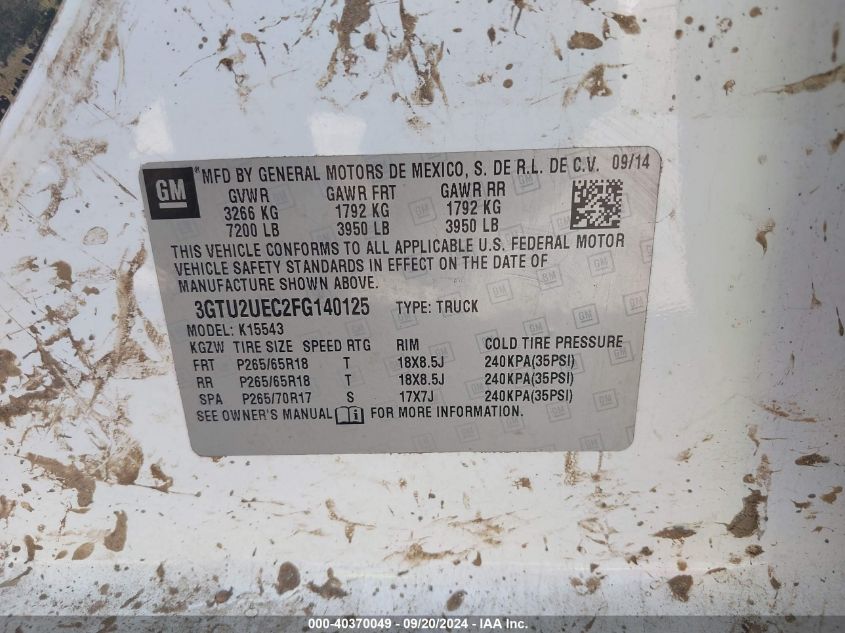 GM
MFD BY GENERAL MOTORS DE MEXICO, S. DE R.L. DE C.V. 09/14
GVWR GAWR FRT GAWR RR
3266 KG 1792 KG 1792 KG
7200 LB 3950 LB 3950 LB
THIS VEHICLE CONFORMS TO ALL APPLICABLE U.S. FEDERAL MOTOR
VEHICLE SAFETY STANDARDS IN EFFECT ON THE DATE OF
MANUFACTURE SHOWN ABOVE.
3GTU2UEC2FG140125 TYPE: TRUCK
MODEL: K15543
KGZW TIRE SIZE SPEED RTG RIM COLD TIRE PRESSURE
FRT P265/65R18 T 18X8.5J 240KPA(35PSI)
RR P265/65R18 T 18X8.5J 240KPA(35PSI)
SPA P265/70R17 S 17X7J 240KPA(35PSI)
SEE OWNER'S MANUAL FOR MORE INFORMATION.
000-40370049 - 09/20/2024 - IAA Inc.